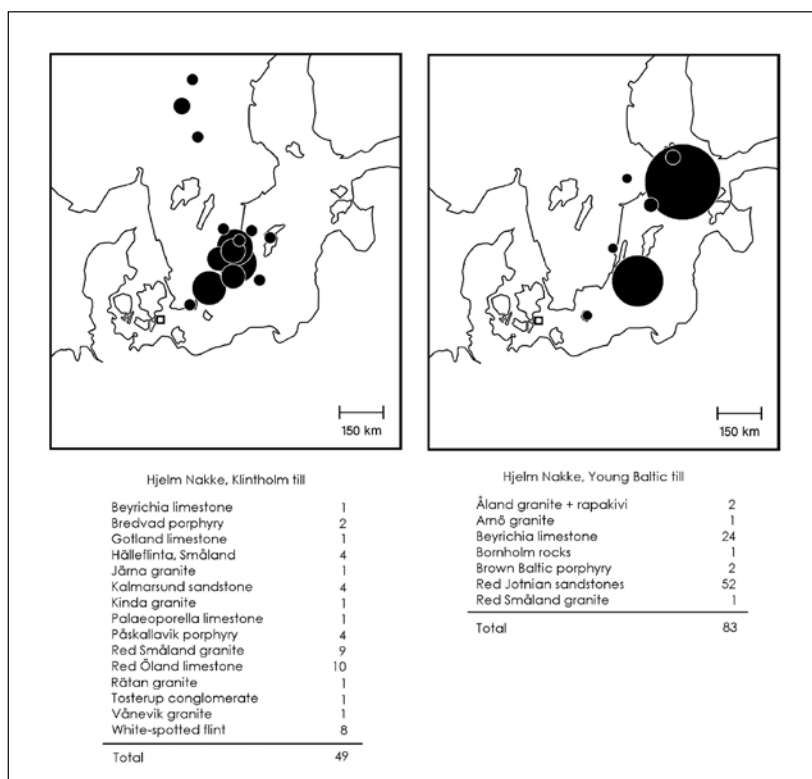 150 km
150 km
Hjelm Nakke, Klintholm till
Beyrichia limestone 1
Bredvad porphyry 2
Gotland limestone 1
Hälleflinta, Småland 4
Järna granite 1
Kalmarsund sandstone 4
Kinda granite 1
Palaeoporella limestone 1
Påskallavik porphyry 4
Red Småland granite 9
Red Öland limestone 10
Rätan granite 1
Tosterup conglomerate 1
Vånevik granite 1
White-spotted flint 8
Total 49
Hjelm Nakke, Young Baltic till
Åland granite + rapakivi 2
Arnö granite 1
Beyrichia limestone 24
Bornholm rocks 1
Brown Baltic porphyry 2
Red Jotnian sandstones 52
Red Småland granite 1
Total 83